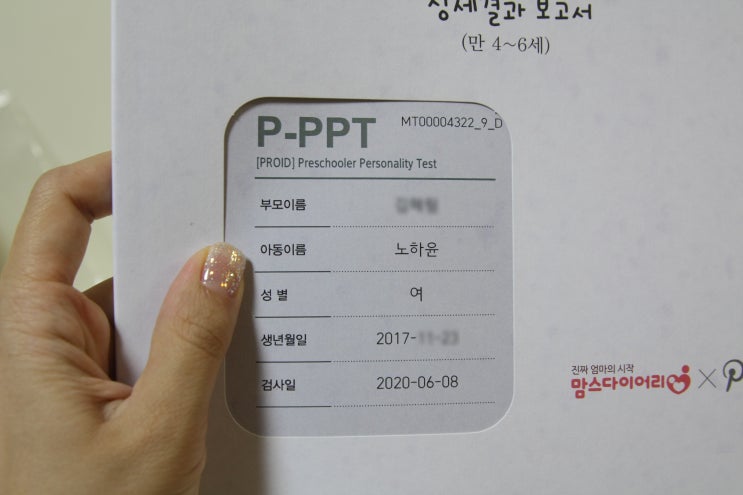 상세결과 보고서
(만 4~6세)
P-PPT MT00004322_9_D
[PROID] Preschooler Personality Test
부모이름
아동이름 노하윤
성 별 여
생년월일 2017-
검사일 2020-06-08
진짜 엄마의 시작
맘스다이어리 ×